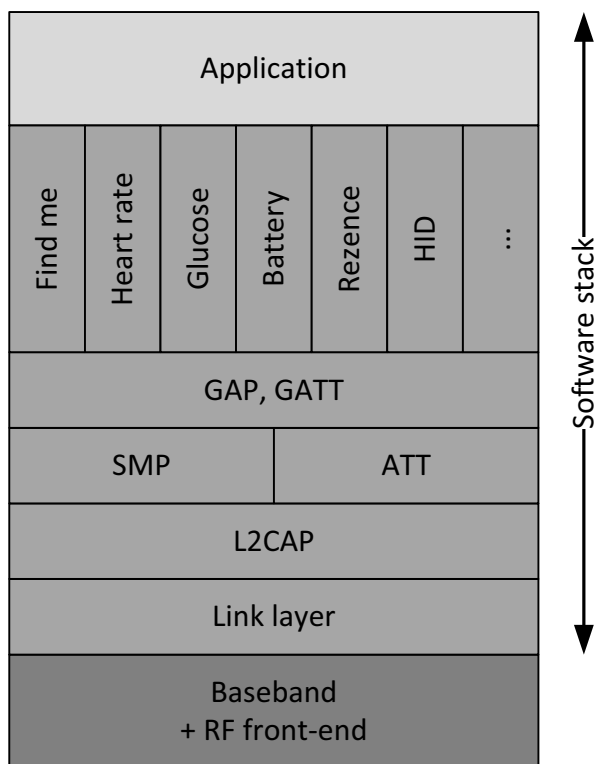 Application
Find me
Heart rate
Glucose
Battery
Rezence
HID
...
GAP, GATT
SMP
ATT
L2CAP
Link layer
Baseband
+ RF front-end
Software stack